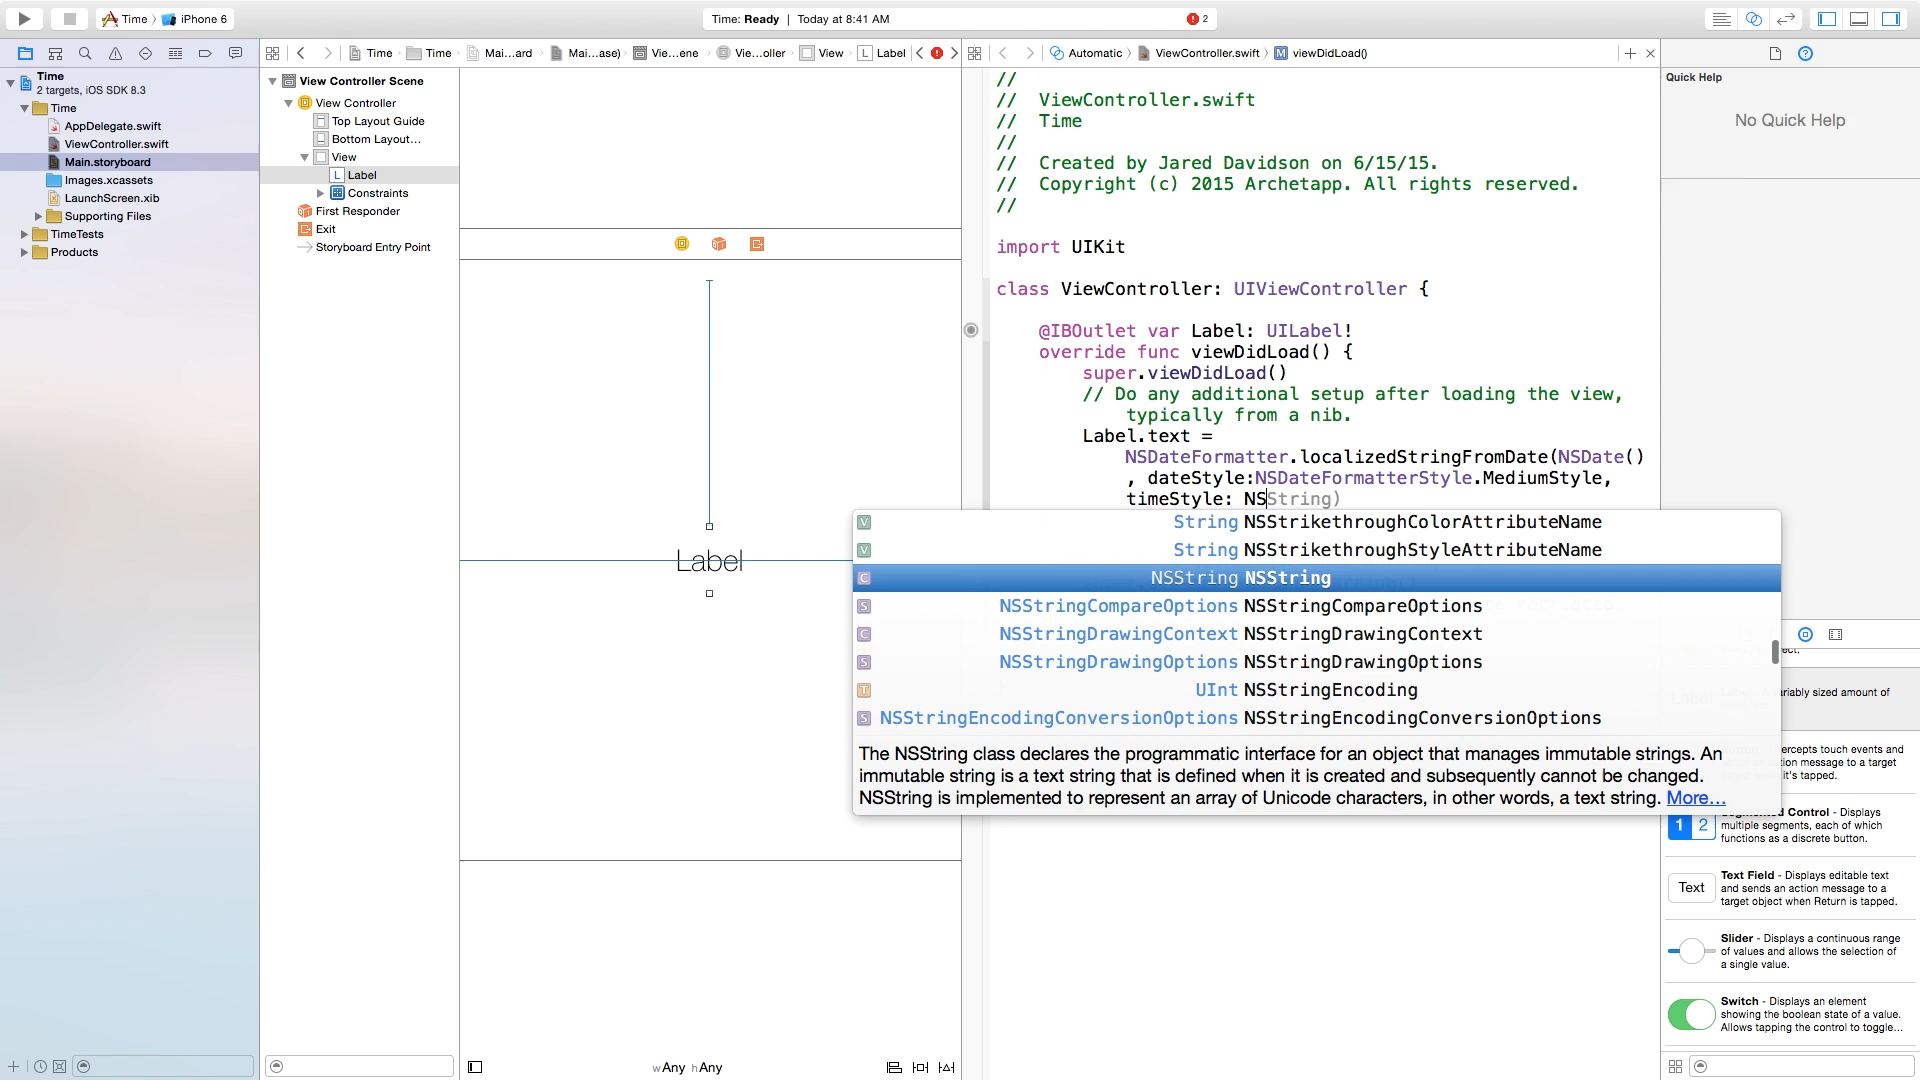 Time
iPhone 6
Time: Ready | Today at 8:41 AM
2
Time
Time
Mai...ard
Mai...ase)
Vie...ene
Vie...oller
View
L Label
Automatic
ViewController.swift
M viewDidLoad()
Time
2 targets, iOS SDK 8.3
Time
AppDelegate.swift
ViewController.swift
Main.storyboard
Images.xcassets
LaunchScreen.xib
Supporting Files
TimeTests
Products
View Controller Scene
View Controller
Top Layout Guide
Bottom Layout...
View
L Label
Constraints
First Responder
Exit
Storyboard Entry Point
Label
wAny hAny
//
// ViewController.swift
// Time
//
// Created by Jared Davidson on 6/15/15.
// Copyright (c) 2015 Archetapp. All rights reserved.
//
import UIKit
class ViewController: UIViewController {
@IBOutlet var Label: UILabel!
override func viewDidLoad() {
super.viewDidLoad()
// Do any additional setup after loading the view,
typically from a nib.
Label.text =
NSDateFormatter.localizedStringFromDate(NSDate()
, dateStyle:NSDateFormatterStyle.MediumStyle,
timeStyle: NSString)
V String NSStrikethroughColorAttributeName
V String NSStrikethroughStyleAttributeName
C NSString NSString
S NSStringCompareOptions NSStringCompareOptions
C NSStringDrawingContext NSStringDrawingContext
S NSStringDrawingOptions NSStringDrawingOptions
T UInt NSStringEncoding
S NSStringEncodingConversionOptions NSStringEncodingConversionOptions
The NSString class declares the programmatic interface for an object that manages immutable strings. An
immutable string is a text string that is defined when it is created and subsequently cannot be changed.
NSString is implemented to represent an array of Unicode characters, in other words, a text string. More...
Quick Help
No Quick Help
riably sized amount of
ercepts touch events and
ion message to a target
it's tapped.
1 2
Segmented Control - Displays
multiple segments, each of which
functions as a discrete button.
Text
Text Field - Displays editable text
and sends an action message to a
target object when Return is tapped.
Slider - Displays a continuous range
of values and allows the selection of
a single value.
Switch - Displays an element
showing the boolean state of a value.
Allows tapping the control to toggle...